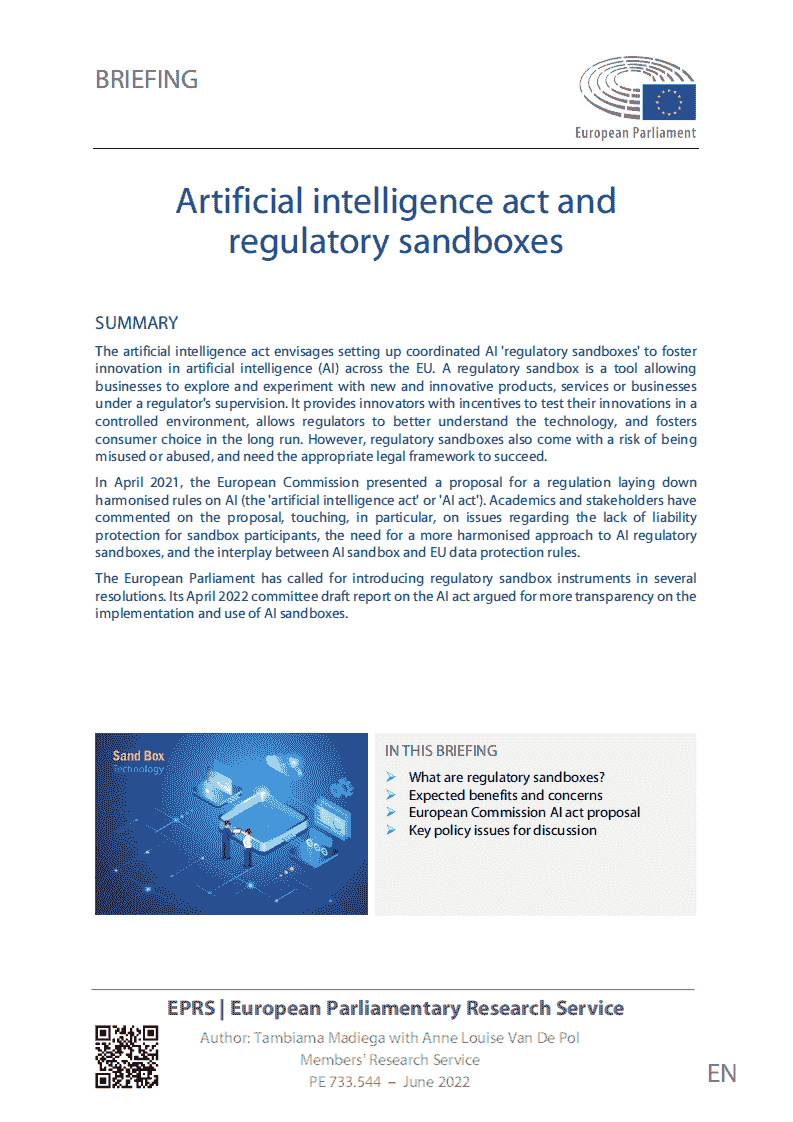 BRIEFING
European Parliament
Artificial intelligence act and
regulatory sandboxes
SUMMARY
The artificial intelligence act envisages setting up coordinated AI 'regulatory sandboxes' to foster
innovation in artificial intelligence (AI) across the EU. A regulatory sandbox is a tool allowing
businesses to explore and experiment with new and innovative products, services or businesses
under a regulator's supervision. It provides innovators with incentives to test their innovations in a
controlled environment, allows regulators to better understand the technology, and fosters
consumer choice in the long run. However, regulatory sandboxes also come with a risk of being
misused or abused, and need the appropriate legal framework to succeed.
In April 2021, the European Commission presented a proposal for a regulation laying down
harmonised rules on AI (the 'artificial intelligence act' or 'AI act'). Academics and stakeholders have
commented on the proposal, touching, in particular, on issues regarding the lack of liability
protection for sandbox participants, the need for a more harmonised approach to AI regulatory
sandboxes, and the interplay between AI sandbox and EU data protection rules.
The European Parliament has called for introducing regulatory sandbox instruments in several
resolutions. Its April 2022 committee draft report on the AI act argued for more transparency on the
implementation and use of AI sandboxes.
Sand Box
Technology
IN THIS BRIEFING
What are regulatory sandboxes?
Expected benefits and concerns
European Commission AI act proposal
Key policy issues for discussion
EPRS | European Parliamentary Research Service
Author: Tambiama Madiega with Anne Louise Van De Pol
Members' Research Service
PE 733.544 – June 2022
EN